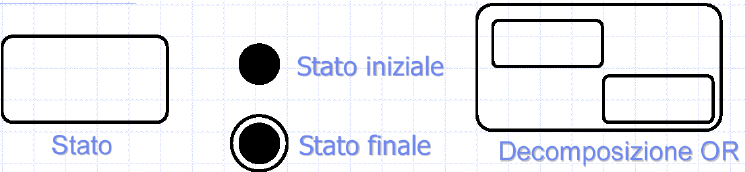 Stato iniziale
Stato
Stato finale
Decomposizione OR